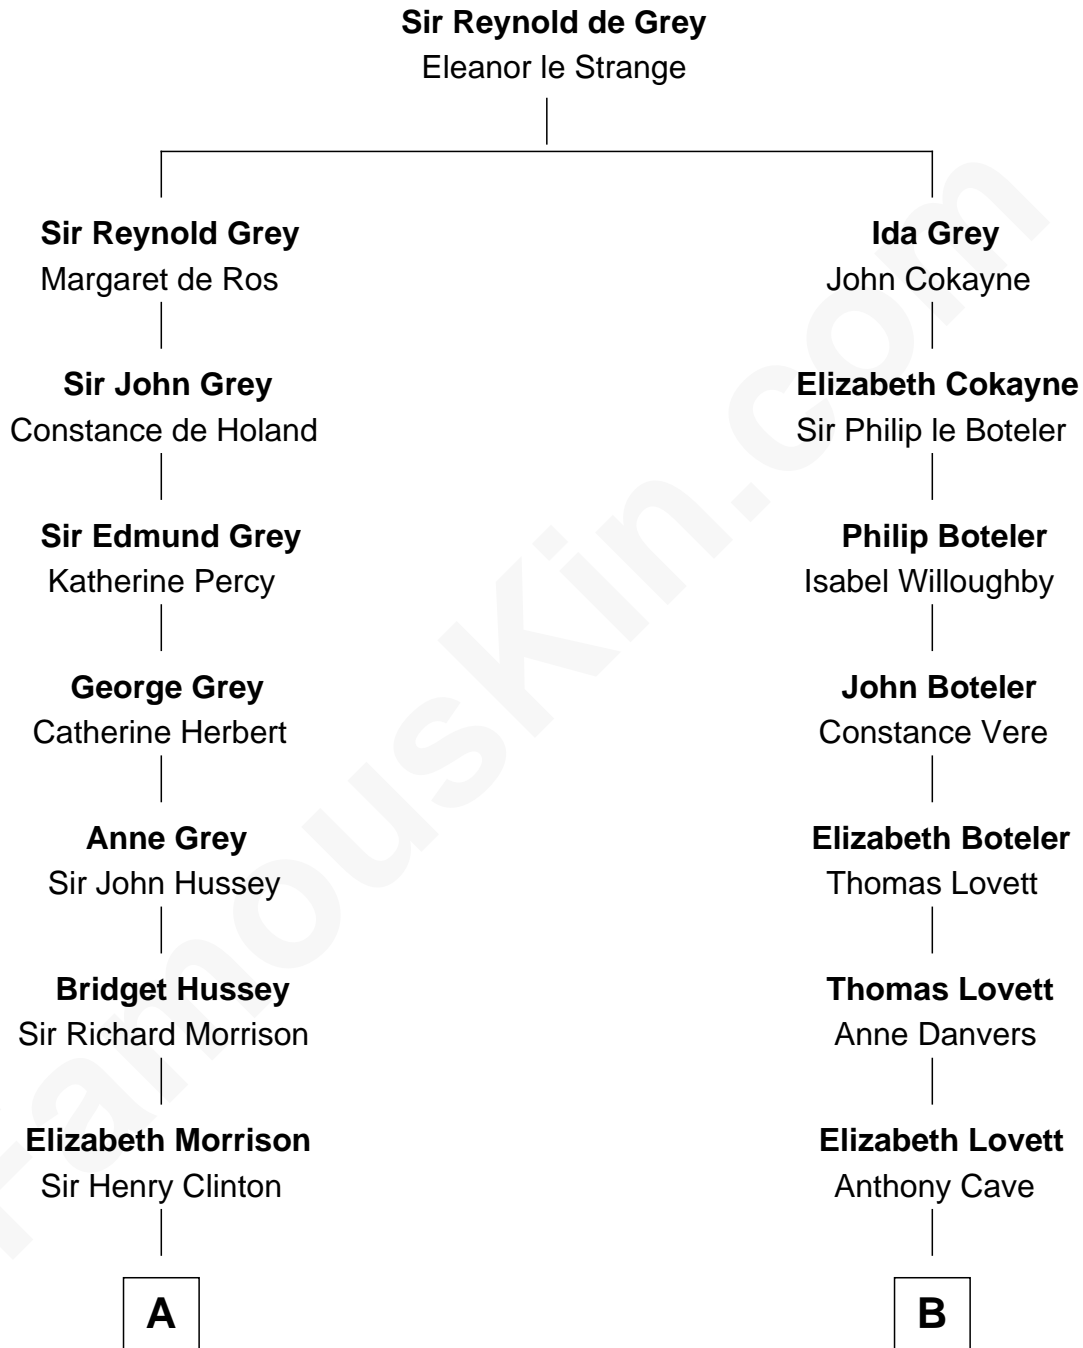 Sir Reynold de Grey
Eleanor le Strange
Sir Reynold Grey
Margaret de Ros
Ida Grey
John Cokayne
Sir John Grey
Constance de Holand
Elizabeth Cokayne
Sir Philip le Boteler
Sir Edmund Grey
Katherine Percy
Philip Boteler
Isabel Willoughby
George Grey
Catherine Herbert
John Boteler
Constance Vere
Anne Grey
Sir John Hussey
Elizabeth Boteler
Thomas Lovett
Bridget Hussey
Sir Richard Morrison
Thomas Lovett
Anne Danvers
Elizabeth Morrison
Sir Henry Clinton
Elizabeth Lovett
Anthony Cave
A
B
FamousKin.com